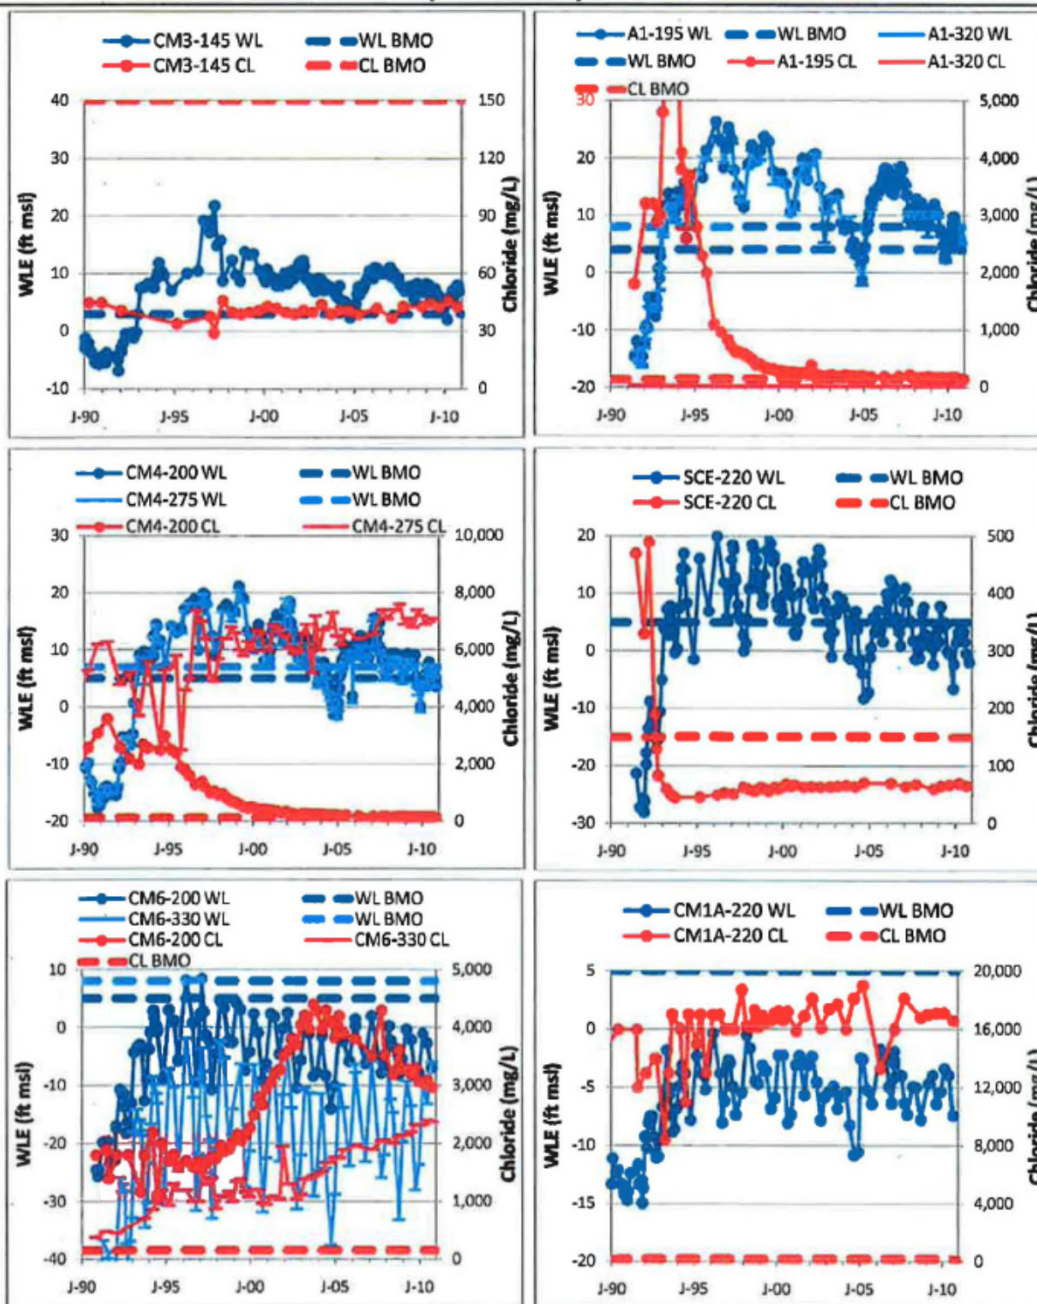 CM3-145 WL WL BMO
CM3-145 CL CL BMO
40 150
30 120
20 90
10 60
0 30
-10 0
WLE (ft msl)
Chloride (mg/L)
J-90 J-95 J-00 J-05 J-10
A1-195 WL WL BMO A1-320 WL
WL BMO A1-195 CL A1-320 CL
CL BMO
30 5,000
20 4,000
10 3,000
0 2,000
-10 1,000
-20 0
WLE (ft msl)
Chloride (mg/L)
J-90 J-95 J-00 J-05 J-10
CM4-200 WL WL BMO
CM4-275 WL WL BMO
CM4-200 CL CM4-275 CL
30 10,000
20 8,000
10 6,000
0 4,000
-10 2,000
-20 0
WLE (ft msl)
Chloride (mg/L)
J-90 J-95 J-00 J-05 J-10
SCE-220 WL WL BMO
SCE-220 CL CL BMO
20 500
10 400
0 300
-10 200
-20 100
-30 0
WLE (ft msl)
Chloride (mg/L)
J-90 J-95 J-00 J-05 J-10
CM6-200 WL WL BMO
CM6-330 WL WL BMO
CM6-200 CL CM6-330 CL
CL BMO
10 5,000
0 4,000
-10 3,000
-20 2,000
-30 1,000
-40 0
WLE (ft msl)
Chloride (mg/L)
J-90 J-95 J-00 J-05 J-10
CM1A-220 WL WL BMO
CM1A-220 CL CL BMO
5 20,000
0 16,000
-5 12,000
-10 8,000
-15 4,000
-20 0
WLE (ft msl)
Chloride (mg/L)
J-90 J-95 J-00 J-05 J-10